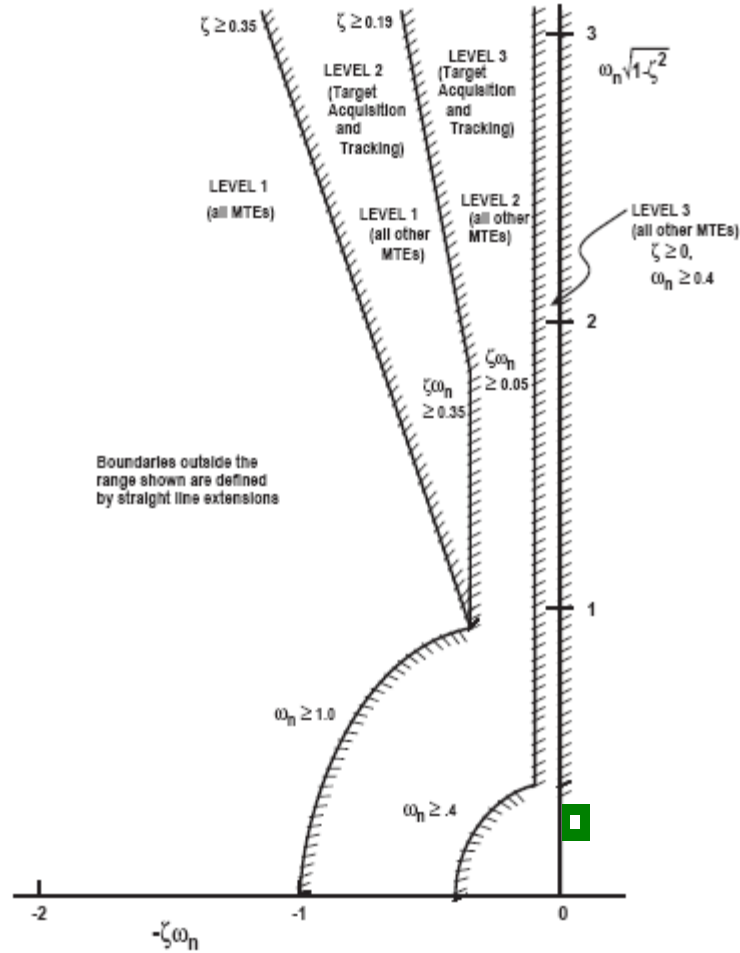 ζ ≥ 0.35
ζ ≥ 0.19
3
ωn√1-ζ²
LEVEL 2
(Target
Acquisition
and
Tracking)
LEVEL 3
(Target
Acquisition
and
Tracking)
LEVEL 1
(all MTEs)
LEVEL 1
(all other
MTEs)
LEVEL 2
(all other
MTEs)
LEVEL 3
(all other MTEs)
ζ ≥ 0,
ωn ≥ 0.4
2
ζωn
≥ 0.35
ζωn
≥ 0.05
Boundaries outside the
range shown are defined
by straight line extensions
1
ωn ≥ 1.0
ωn ≥ .4
-2
-1
0
-ζωn